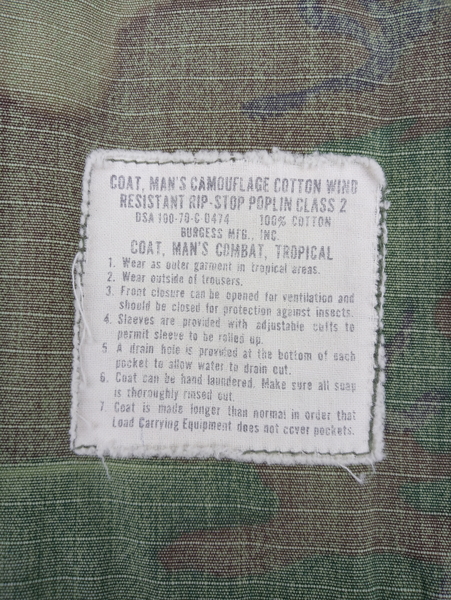 COAT, MAN'S CAMOUFLAGE COTTON WIND
RESISTANT RIP-STOP POPLIN CLASS 2
DSA 100-70-C 0474 100% COTTON
BURGESS MFG. INC.
COAT, MAN'S COMBAT, TROPICAL
1. Wear as outer garment in tropical areas.
2. Wear outside of trousers.
3. Front closure can be opened for ventilation and
should be closed for protection against insects.
4. Sleeves are provided with adjustable cuffs to
permit sleeve to be rolled up.
5. A drain hole is provided at the bottom of each
pocket to allow water to drain out.
6. Coat can be hand laundered. Make sure all soap
is thoroughly rinsed out.
7. Coat is made longer than normal in order that
Load Carrying Equipment does not cover pockets.